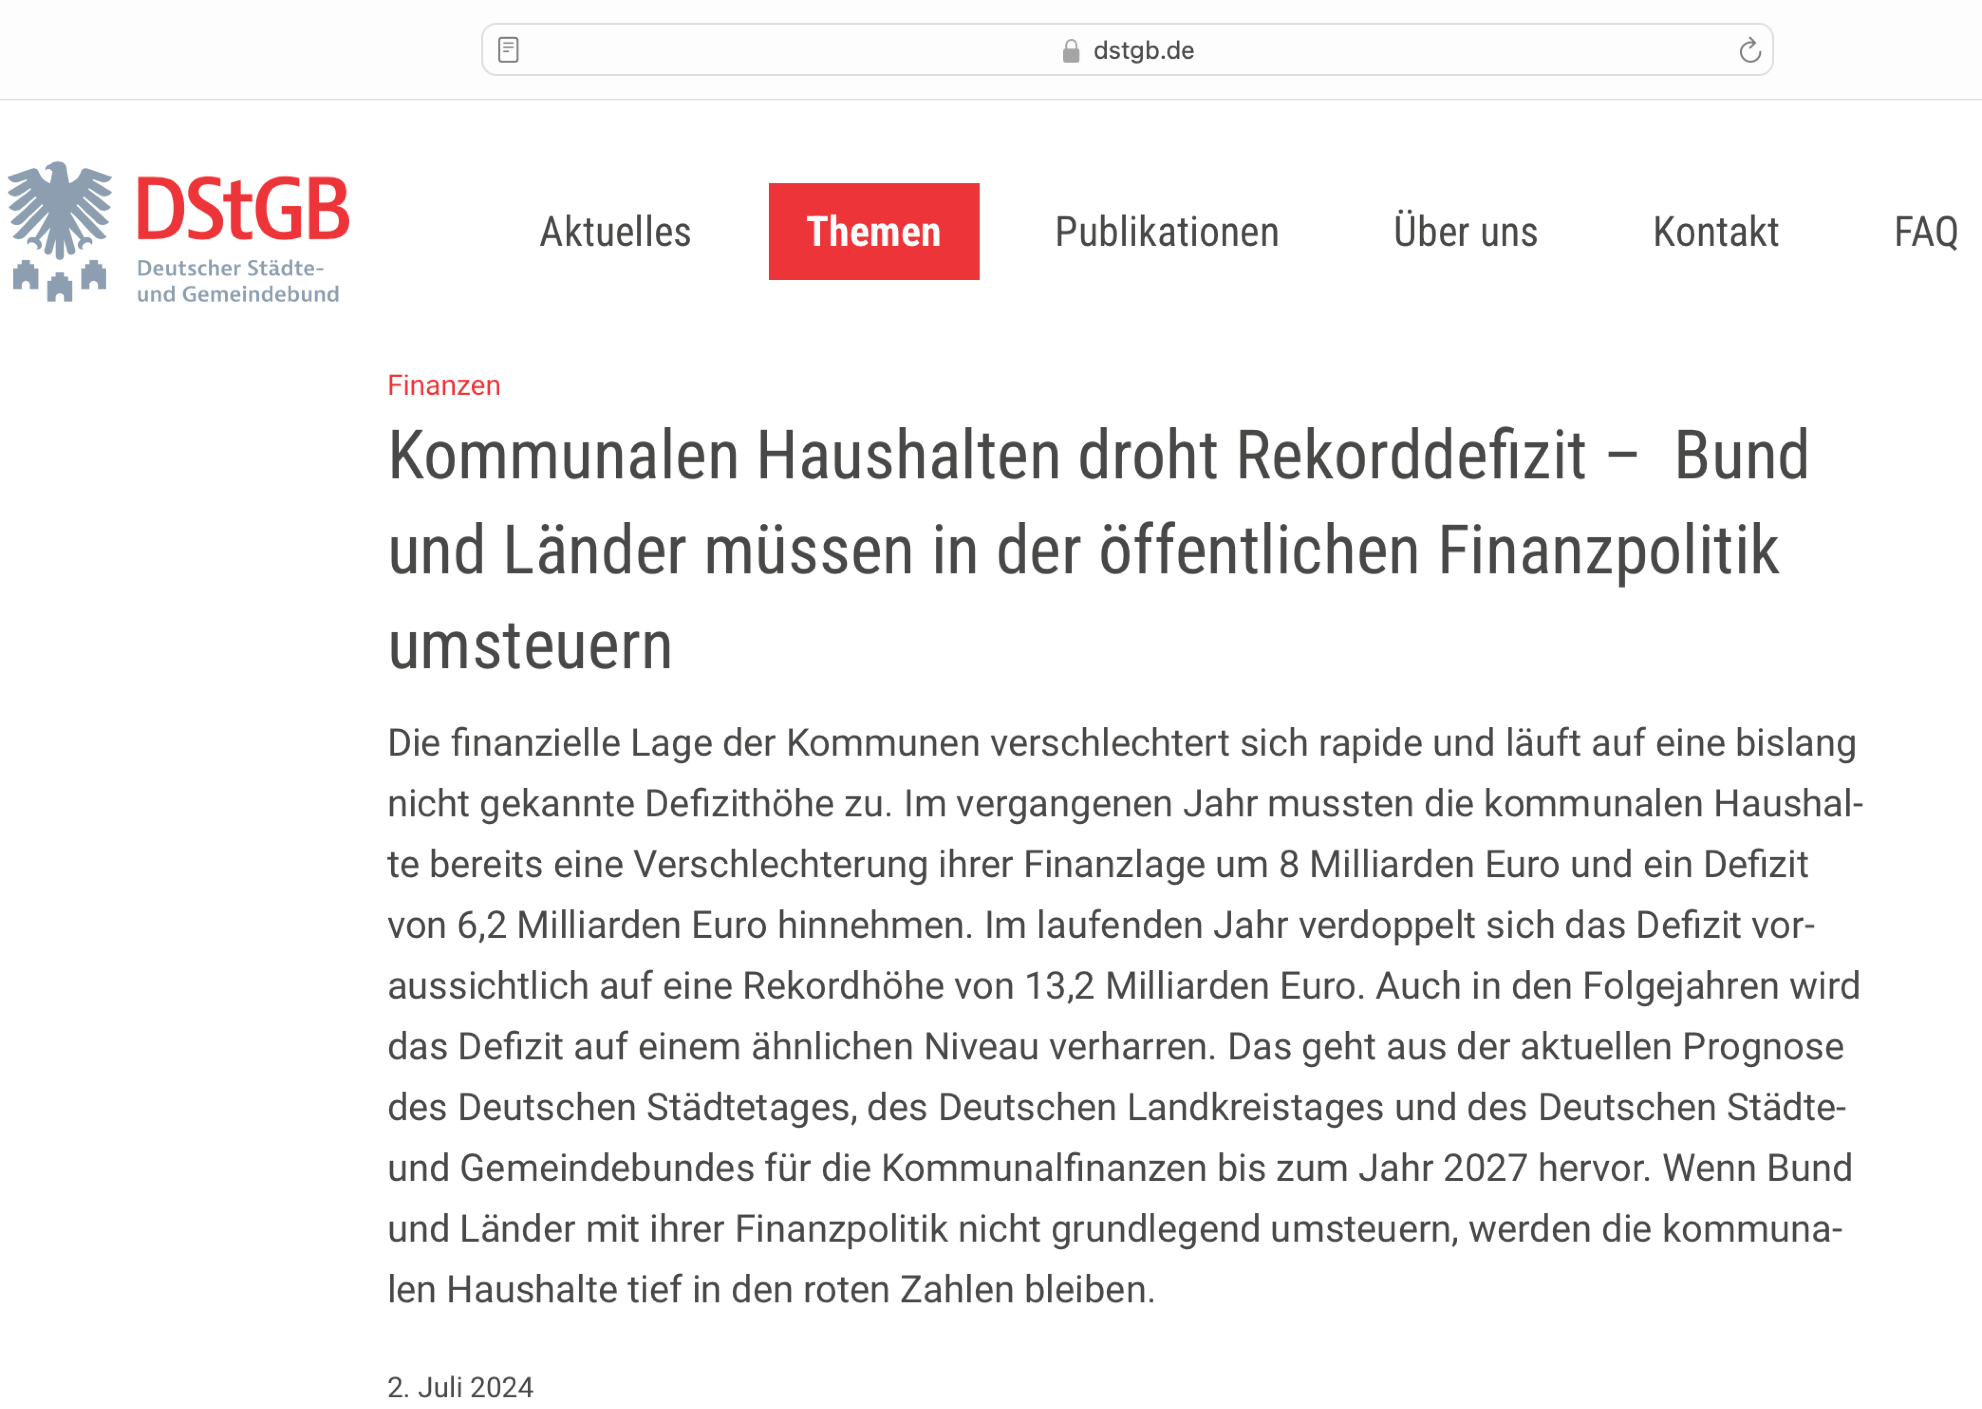 dstgb.de
DStGB
Deutscher Städte-
und Gemeindebund
Aktuelles
Themen
Publikationen
Über uns
Kontakt
FAQ
Finanzen
Kommunalen Haushalten droht Rekorddefizit – Bund
und Länder müssen in der öffentlichen Finanzpolitik
umsteuern
Die finanzielle Lage der Kommunen verschlechtert sich rapide und läuft auf eine bislang
nicht gekannte Defizithöhe zu. Im vergangenen Jahr mussten die kommunalen Haushal-
te bereits eine Verschlechterung ihrer Finanzlage um 8 Milliarden Euro und ein Defizit
von 6,2 Milliarden Euro hinnehmen. Im laufenden Jahr verdoppelt sich das Defizit vor-
aussichtlich auf eine Rekordhöhe von 13,2 Milliarden Euro. Auch in den Folgejahren wird
das Defizit auf einem ähnlichen Niveau verharren. Das geht aus der aktuellen Prognose
des Deutschen Städtetages, des Deutschen Landkreistages und des Deutschen Städte-
und Gemeindebundes für die Kommunalfinanzen bis zum Jahr 2027 hervor. Wenn Bund
und Länder mit ihrer Finanzpolitik nicht grundlegend umsteuern, werden die kommuna-
len Haushalte tief in den roten Zahlen bleiben.
2. Juli 2024